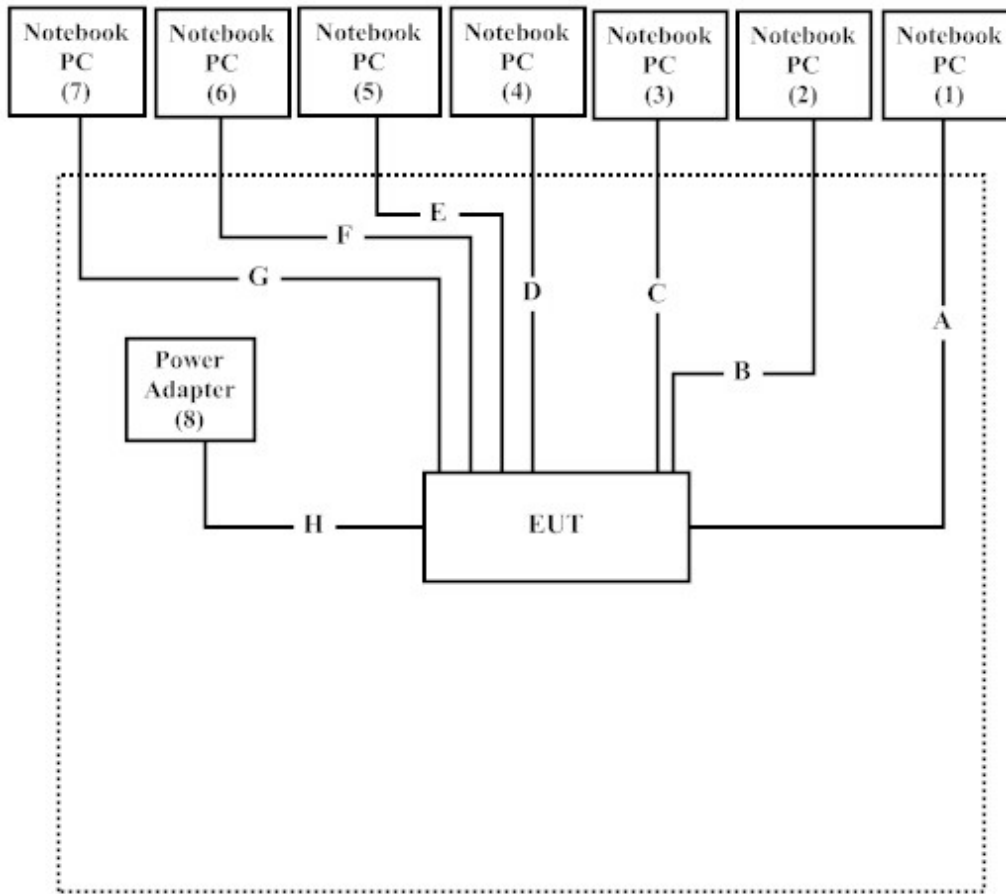 Notebook
PC
(7)
Notebook
PC
(6)
Notebook
PC
(5)
Notebook
PC
(4)
Notebook
PC
(3)
Notebook
PC
(2)
Notebook
PC
(1)
E
F
G
D
C
A
B
Power
Adapter
(8)
H
EUT